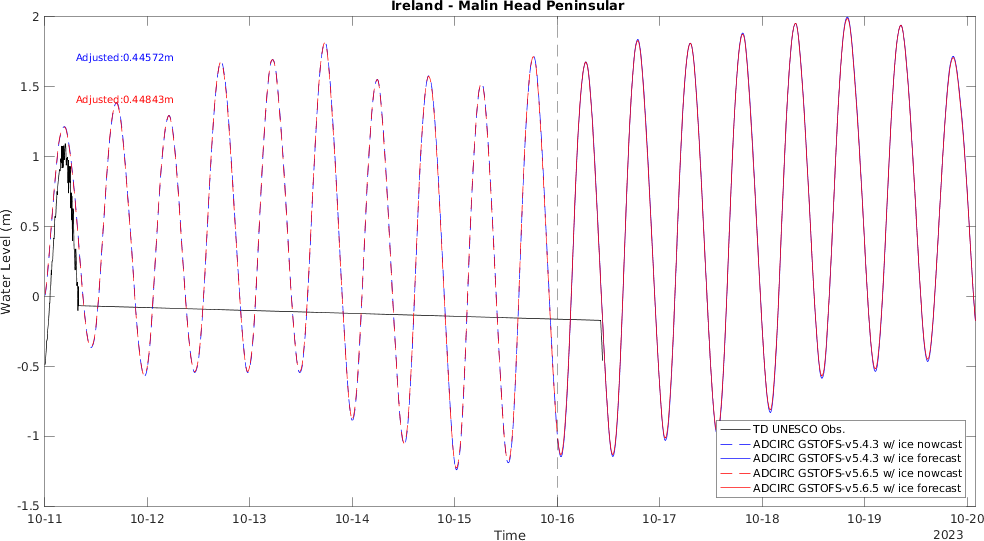 Ireland - Malin Head Peninsular
Adjusted:0.44572m
Adjusted:0.44843m
Water Level (m)
2
1.5
1
0.5
0
-0.5
-1
-1.5
TD UNESCO Obs.
ADCIRC GSTOFS-v5.4.3 w/ ice nowcast
ADCIRC GSTOFS-v5.4.3 w/ ice forecast
ADCIRC GSTOFS-v5.6.5 w/ ice nowcast
ADCIRC GSTOFS-v5.6.5 w/ ice forecast
10-11 10-12 10-13 10-14 10-15 10-16 10-17 10-18 10-19 10-20
Time
2023